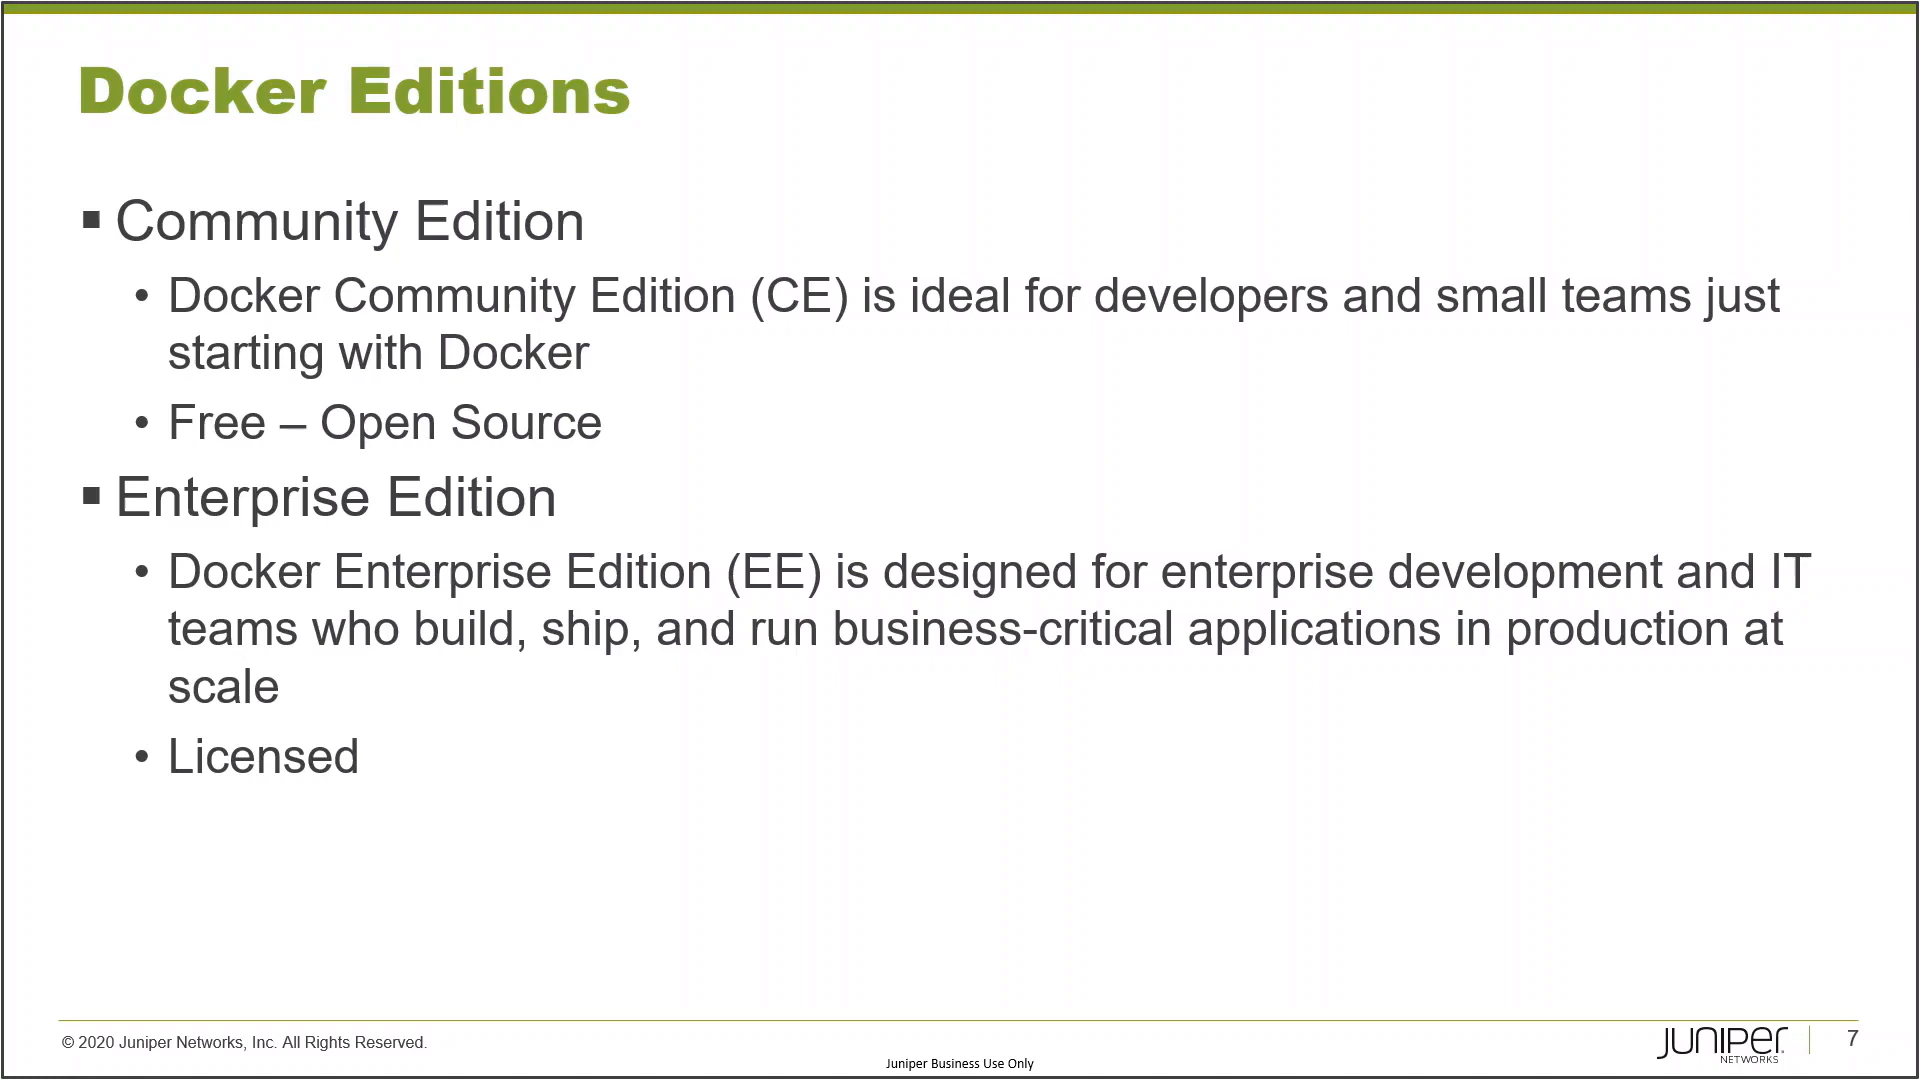 Docker Editions
▪ Community Edition
• Docker Community Edition (CE) is ideal for developers and small teams just
starting with Docker
• Free – Open Source
▪ Enterprise Edition
• Docker Enterprise Edition (EE) is designed for enterprise development and IT
teams who build, ship, and run business-critical applications in production at
scale
• Licensed
© 2020 Juniper Networks, Inc. All Rights Reserved.
Juniper Business Use Only
JUNIPER
NETWORKS
7